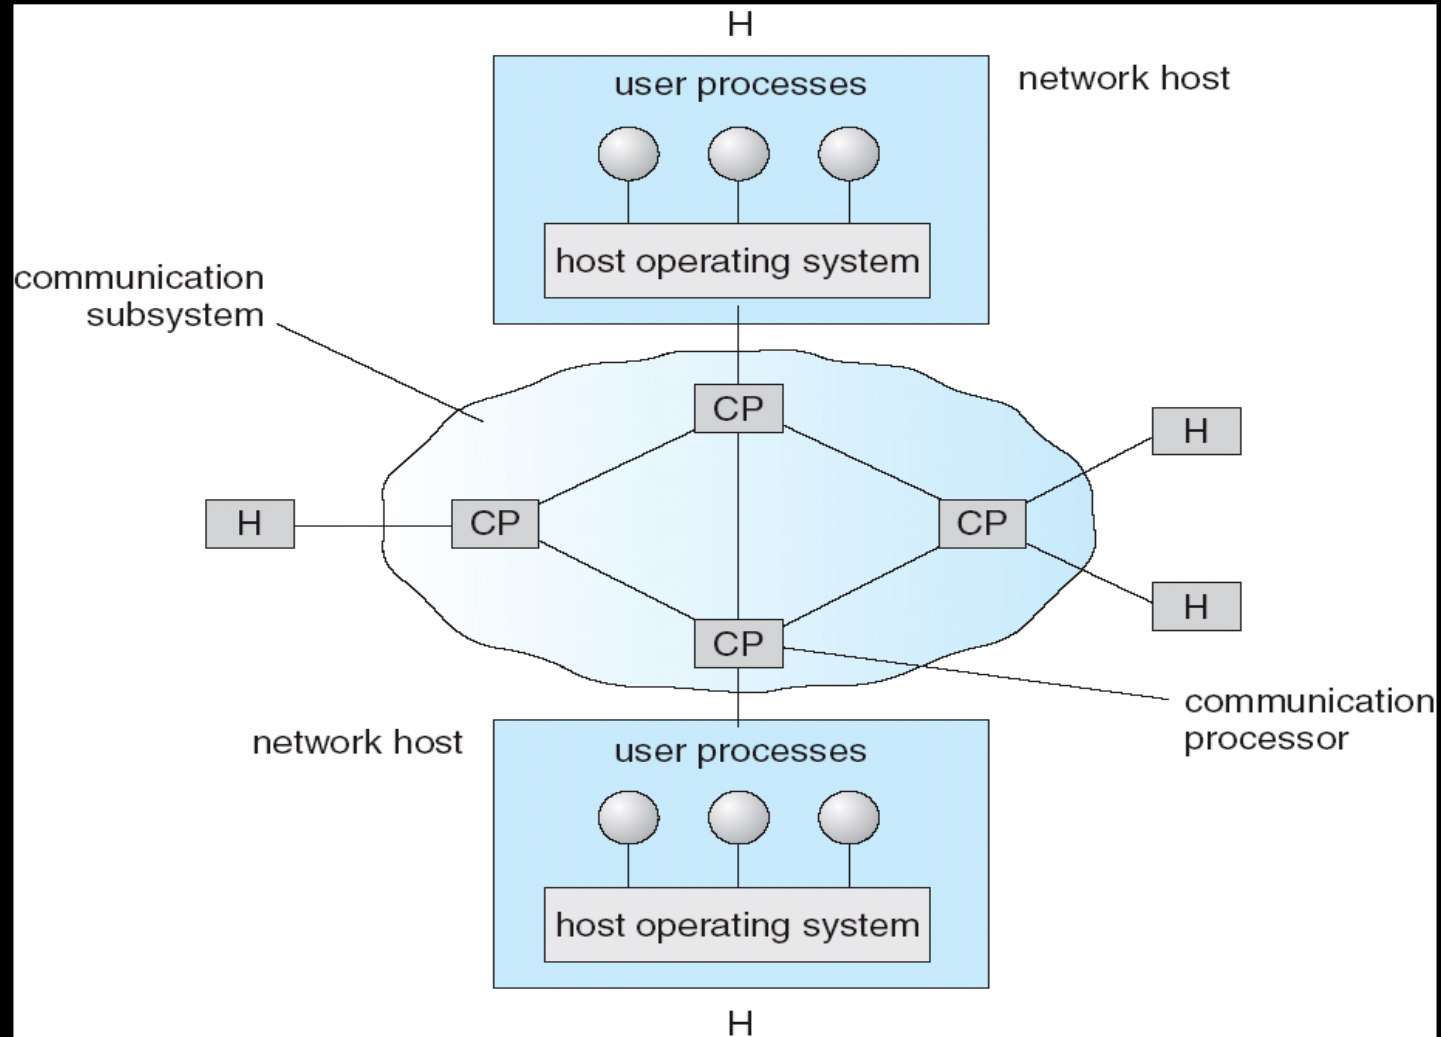 H
user processes
network host
host operating system
communication
subsystem
CP
H
H
CP
CP
H
CP
communication
processor
network host
user processes
host operating system
H